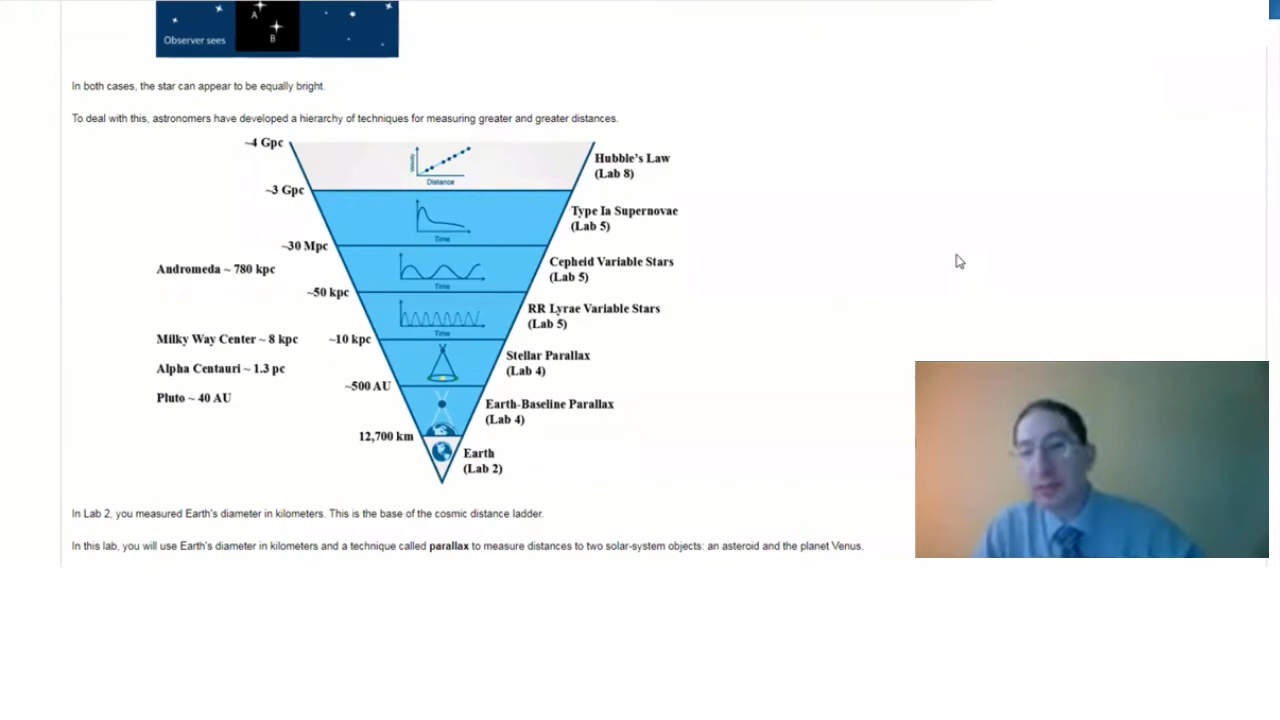 A
Observer sees
B
In both cases, the star can appear to be equally bright.
To deal with this, astronomers have developed a hierarchy of techniques for measuring greater and greater distances.
~4 Gpc
Velocity
Distance
Hubble's Law
(Lab 8)
~3 Gpc
Type Ia Supernovae
(Lab 5)
Time
~30 Mpc
Andromeda ~ 780 kpc
Cepheid Variable Stars
(Lab 5)
Time
~50 kpc
RR Lyrae Variable Stars
(Lab 5)
Time
Milky Way Center ~ 8 kpc
~10 kpc
Stellar Parallax
(Lab 4)
Alpha Centauri ~ 1.3 pc
~500 AU
Pluto ~ 40 AU
Earth-Baseline Parallax
(Lab 4)
12,700 km
Earth
(Lab 2)
In Lab 2, you measured Earth's diameter in kilometers. This is the base of the cosmic distance ladder.
In this lab, you will use Earth's diameter in kilometers and a technique called parallax to measure distances to two solar-system objects: an asteroid and the planet Venus.